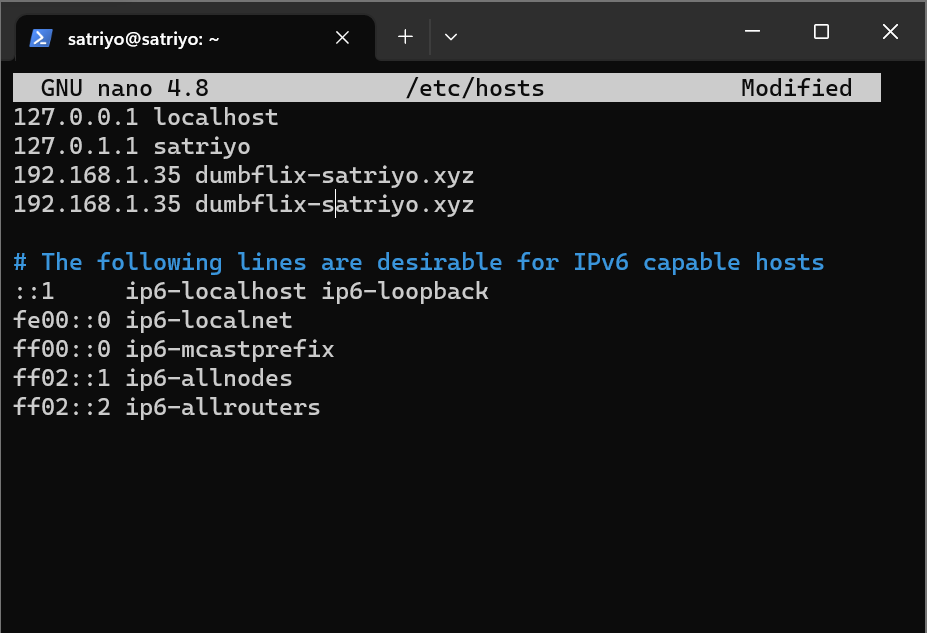 satriyo@satriyo: ~
GNU nano 4.8 /etc/hosts Modified
127.0.0.1 localhost
127.0.1.1 satriyo
192.168.1.35 dumbflix-satriyo.xyz
192.168.1.35 dumbflix-satriyo.xyz
# The following lines are desirable for IPv6 capable hosts
::1     ip6-localhost ip6-loopback
fe00::0 ip6-localnet
ff00::0 ip6-mcastprefix
ff02::1 ip6-allnodes
ff02::2 ip6-allrouters